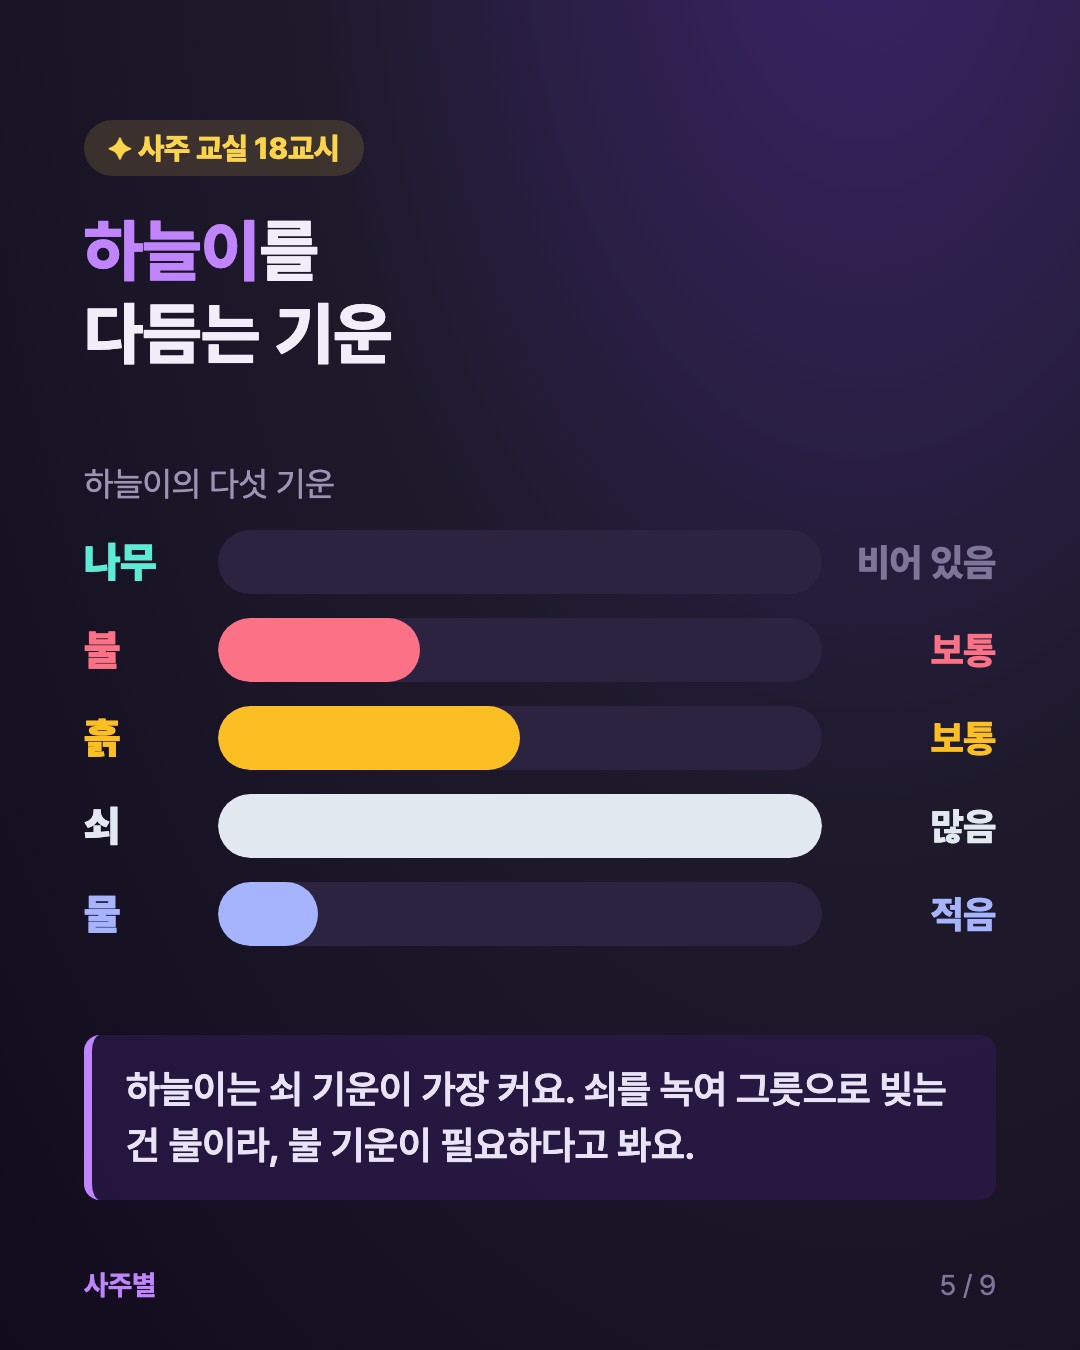 ✦ 사주 교실 18교시
하늘이를
다듬는 기운
하늘이의 다섯 기운
나무 비어 있음
불 보통
흙 보통
쇠 많음
물 적음
하늘이는 쇠 기운이 가장 커요. 쇠를 녹여 그릇으로 빚는
건 불이라, 불 기운이 필요하다고 봐요.
사주별 5 / 9